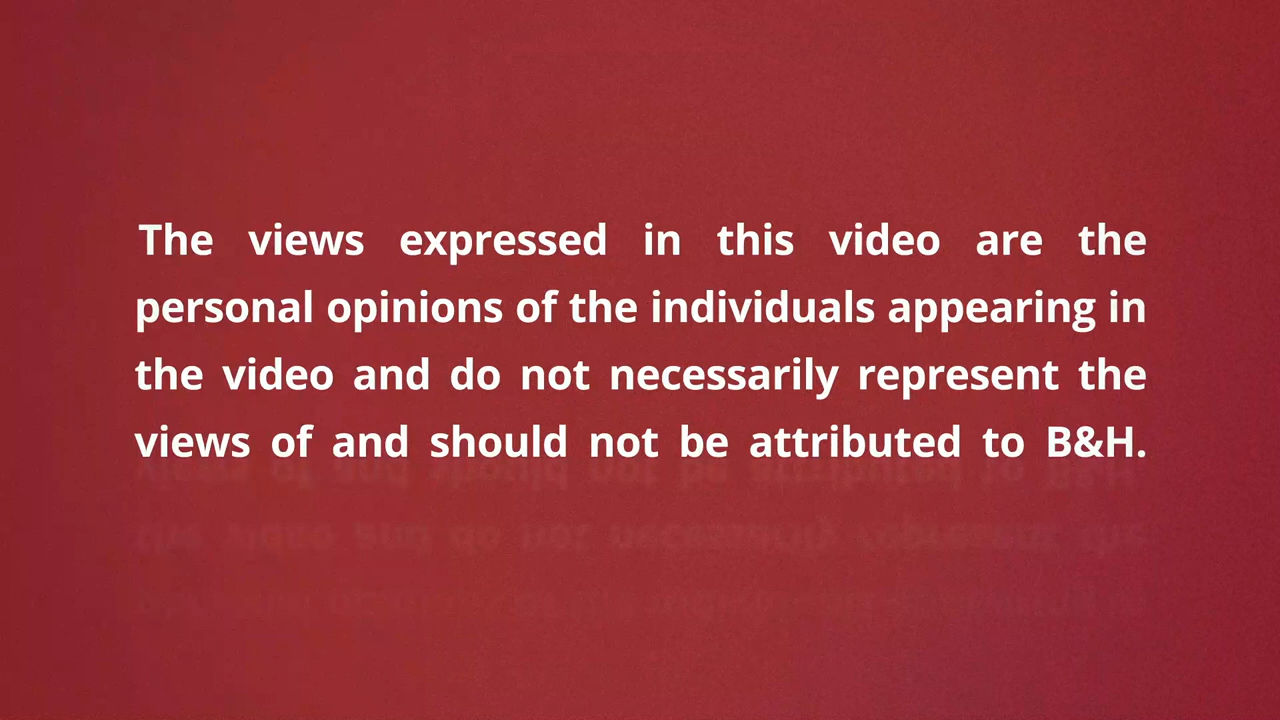 The views expressed in this video are the
personal opinions of the individuals appearing in
the video and do not necessarily represent the
views of and should not be attributed to B&H.